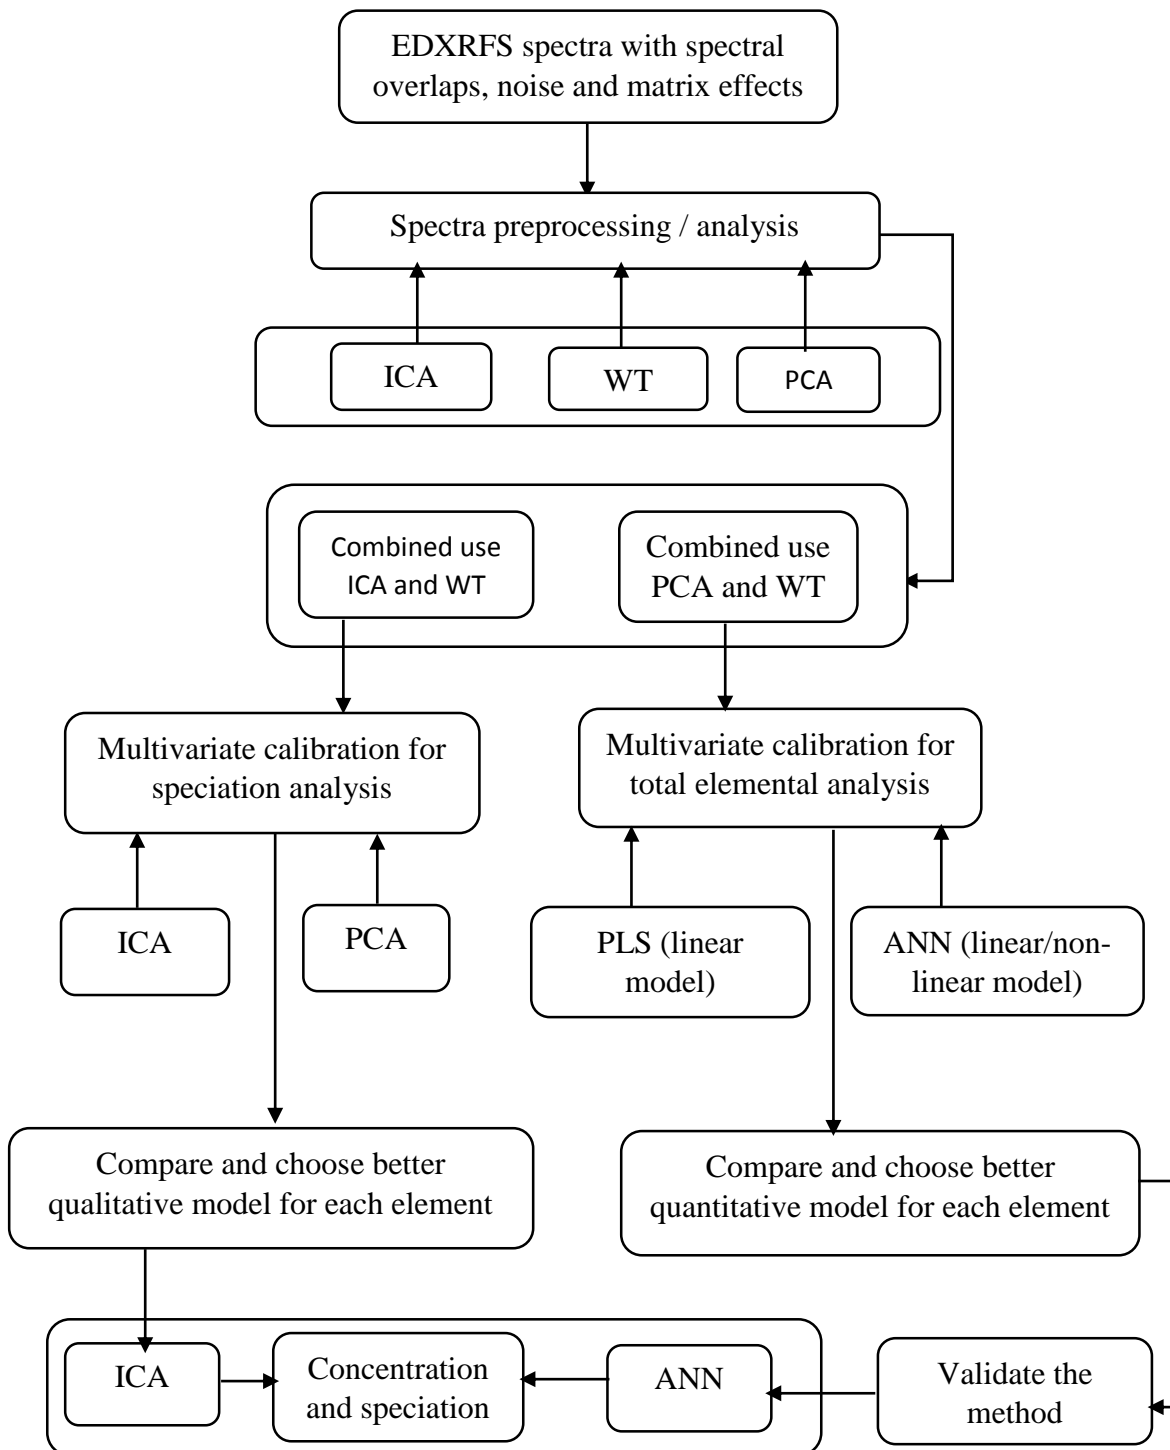 EDXRFS spectra with spectral
overlaps, noise and matrix effects
Spectra preprocessing / analysis
ICA
WT
PCA
Combined use
ICA and WT
Combined use
PCA and WT
Multivariate calibration for
speciation analysis
Multivariate calibration for
total elemental analysis
ICA
PCA
PLS (linear
model)
ANN (linear/non-
linear model)
Compare and choose better
qualitative model for each element
Compare and choose better
quantitative model for each element
ICA
Concentration
and speciation
ANN
Validate the
method